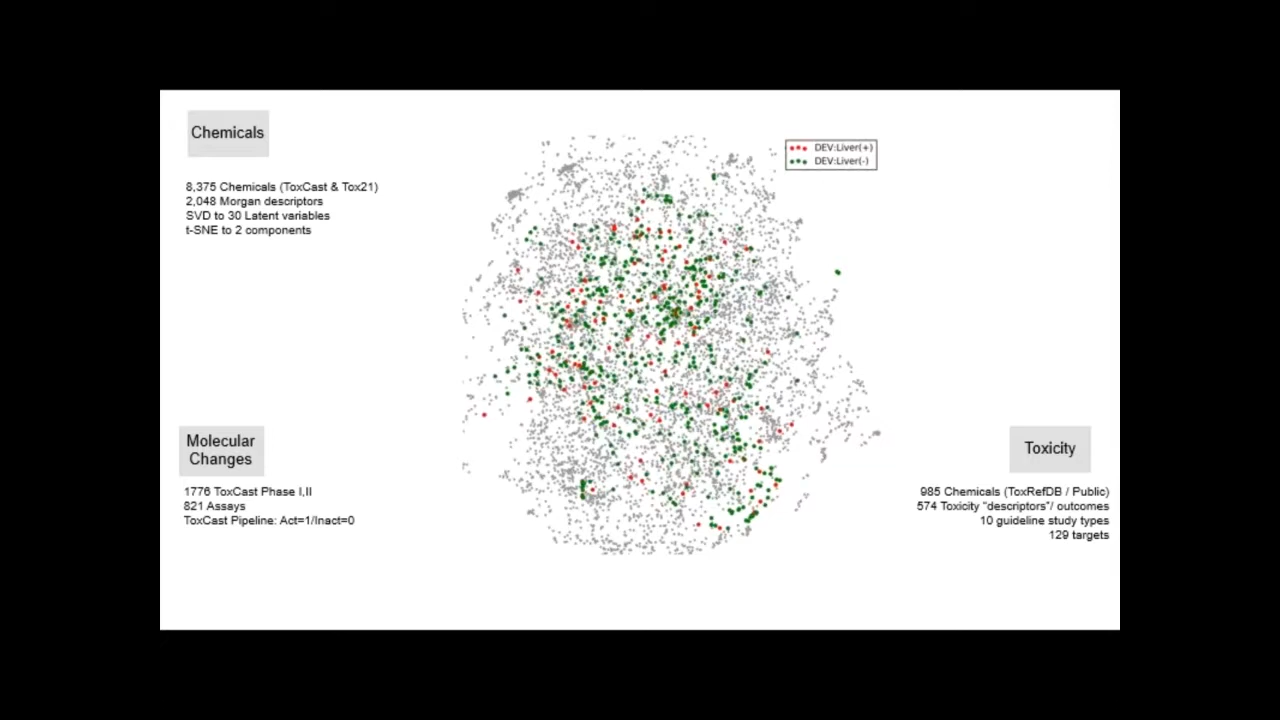 Chemicals
8,375 Chemicals (ToxCast & Tox21)
2,048 Morgan descriptors
SVD to 30 Latent variables
t-SNE to 2 components
DEV:Liver(+)
DEV:Liver(-)
Molecular
Changes
1776 ToxCast Phase I,II
821 Assays
ToxCast Pipeline: Act=1/Inact=0
Toxicity
985 Chemicals (ToxRefDB / Public)
574 Toxicity "descriptors"/ outcomes
10 guideline study types
129 targets